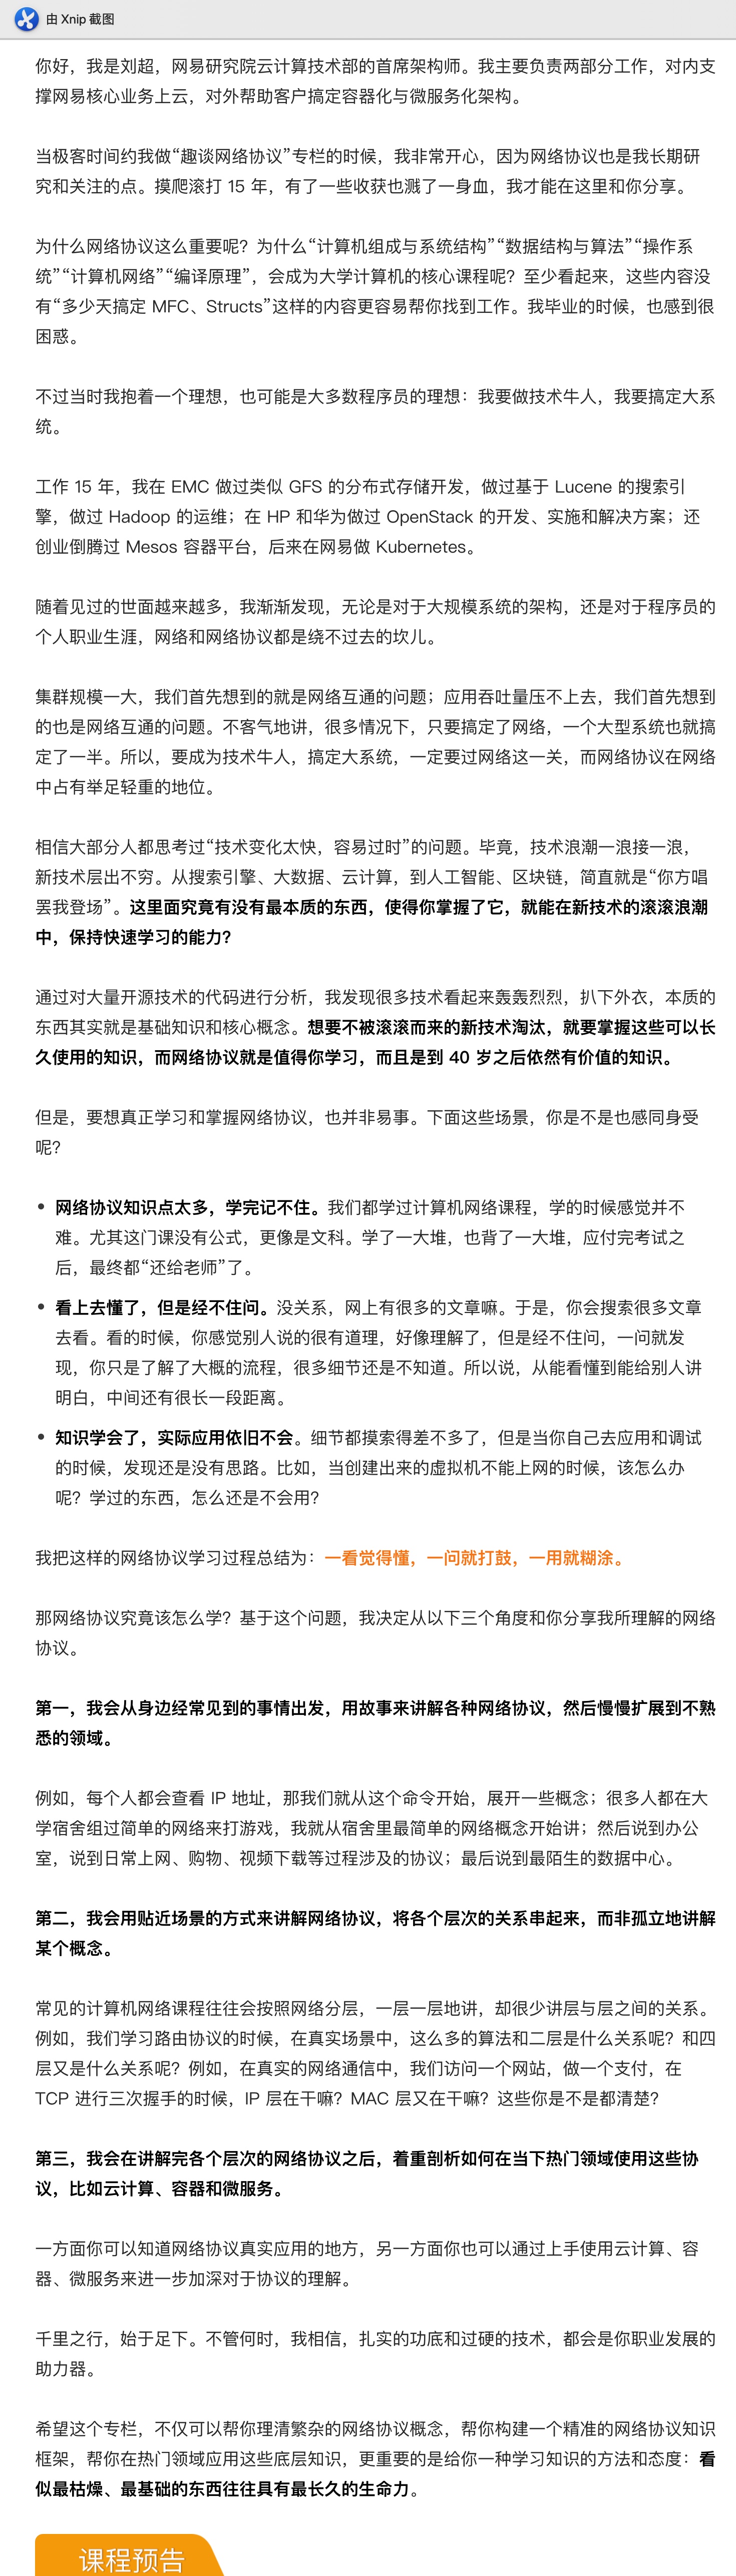 由 Xnip 截图
你好，我是刘超，网易研究院云计算技术部的首席架构师。我主要负责两部分工作，对内支
撑网易核心业务上云，对外帮助客户搞定容器化与微服务化架构。
当极客时间约我做“趣谈网络协议”专栏的时候，我非常开心，因为网络协议也是我长期研
究和关注的点。摸爬滚打 15 年，有了一些收获也溅了一身血，我才能在这里和你分享。
为什么网络协议这么重要呢？为什么“计算机组成与系统结构”“数据结构与算法”“操作系
统”“计算机网络”“编译原理”，会成为大学计算机的核心课程呢？至少看起来，这些内容没
有“多少天搞定 MFC、Structs”这样的内容更容易帮你找到工作。我毕业的时候，也感到很
困惑。
不过当时我抱着一个理想，也可能是大多数程序员的理想：我要做技术牛人，我要搞定大系
统。
工作 15 年，我在 EMC 做过类似 GFS 的分布式存储开发，做过基于 Lucene 的搜索引
擎，做过 Hadoop 的运维；在 HP 和华为做过 OpenStack 的开发、实施和解决方案；还
创业倒腾过 Mesos 容器平台，后来在网易做 Kubernetes。
随着见过的世面越来越多，我渐渐发现，无论是对于大规模系统的架构，还是对于程序员的
个人职业生涯，网络和网络协议都是绕不过去的坎儿。
集群规模一大，我们首先想到的就是网络互通的问题；应用吞吐量压不上去，我们首先想到
的也是网络互通的问题。不客气地讲，很多情况下，只要搞定了网络，一个大型系统也就搞
定了一半。所以，要成为技术牛人，搞定大系统，一定要过网络这一关，而网络协议在网络
中占有举足轻重的地位。
相信大部分人都思考过“技术变化太快，容易过时”的问题。毕竟，技术浪潮一浪接一浪，
新技术层出不穷。从搜索引擎、大数据、云计算，到人工智能、区块链，简直就是“你方唱
罢我登场”。这里面究竟有没有最本质的东西，使得你掌握了它，就能在新技术的滚滚浪潮
中，保持快速学习的能力？
通过对大量开源技术的代码进行分析，我发现很多技术看起来轰轰烈烈，扒下外衣，本质的
东西其实就是基础知识和核心概念。想要不被滚滚而来的新技术淘汰，就要掌握这些可以长
久使用的知识，而网络协议就是值得你学习，而且是到 40 岁之后依然有价值的知识。
但是，要想真正学习和掌握网络协议，也并非易事。下面这些场景，你是不是也感同身受
呢？
• 网络协议知识点太多，学完记不住。我们都学过计算机网络课程，学的时候感觉并不
难。尤其这门课没有公式，更像是文科。学了一大堆，也背了一大堆，应付完考试之
后，最终都“还给老师”了。
• 看上去懂了，但是经不住问。没关系，网上有很多的文章嘛。于是，你会搜索很多文章
去看。看的时候，你感觉别人说的很有道理，好像理解了，但是经不住问，一问就发
现，你只是了解了大概的流程，很多细节还是不知道。所以说，从能看懂到能给别人讲
明白，中间还有很长一段距离。
• 知识学会了，实际应用依旧不会。细节都摸索得差不多了，但是当你自己去应用和调试
的时候，发现还是没有思路。比如，当创建出来的虚拟机不能上网的时候，该怎么办
呢？学过的东西，怎么还是不会用？
我把这样的网络协议学习过程总结为：一看觉得懂，一问就打鼓，一用就糊涂。
那网络协议究竟该怎么学？基于这个问题，我决定从以下三个角度和你分享我所理解的网络
协议。
第一，我会从身边经常见到的事情出发，用故事来讲解各种网络协议，然后慢慢扩展到不熟
悉的领域。
例如，每个人都会查看 IP 地址，那我们就从这个命令开始，展开一些概念；很多人都在大
学宿舍组过简单的网络来打游戏，我就从宿舍里最简单的网络概念开始讲；然后说到办公
室，说到日常上网、购物、视频下载等过程涉及的协议；最后说到最陌生的数据中心。
第二，我会用贴近场景的方式来讲解网络协议，将各个层次的关系串起来，而非孤立地讲解
某个概念。
常见的计算机网络课程往往会按照网络分层，一层一层地讲，却很少讲层与层之间的关系。
例如，我们学习路由协议的时候，在真实场景中，这么多的算法和二层是什么关系呢？和四
层又是什么关系呢？例如，在真实的网络通信中，我们访问一个网站，做一个支付，在
TCP 进行三次握手的时候，IP 层在干嘛？MAC 层又在干嘛？这些你是不是都清楚？
第三，我会在讲解完各个层次的网络协议之后，着重剖析如何在当下热门领域使用这些协
议，比如云计算、容器和微服务。
一方面你可以知道网络协议真实应用的地方，另一方面你也可以通过上手使用云计算、容
器、微服务来进一步加深对于协议的理解。
千里之行，始于足下。不管何时，我相信，扎实的功底和过硬的技术，都会是你职业发展的
助力器。
希望这个专栏，不仅可以帮你理清繁杂的网络协议概念，帮你构建一个精准的网络协议知识
框架，帮你在热门领域应用这些底层知识，更重要的是给你一种学习知识的方法和态度：看
似最枯燥、最基础的东西往往具有最长久的生命力。
课程预告